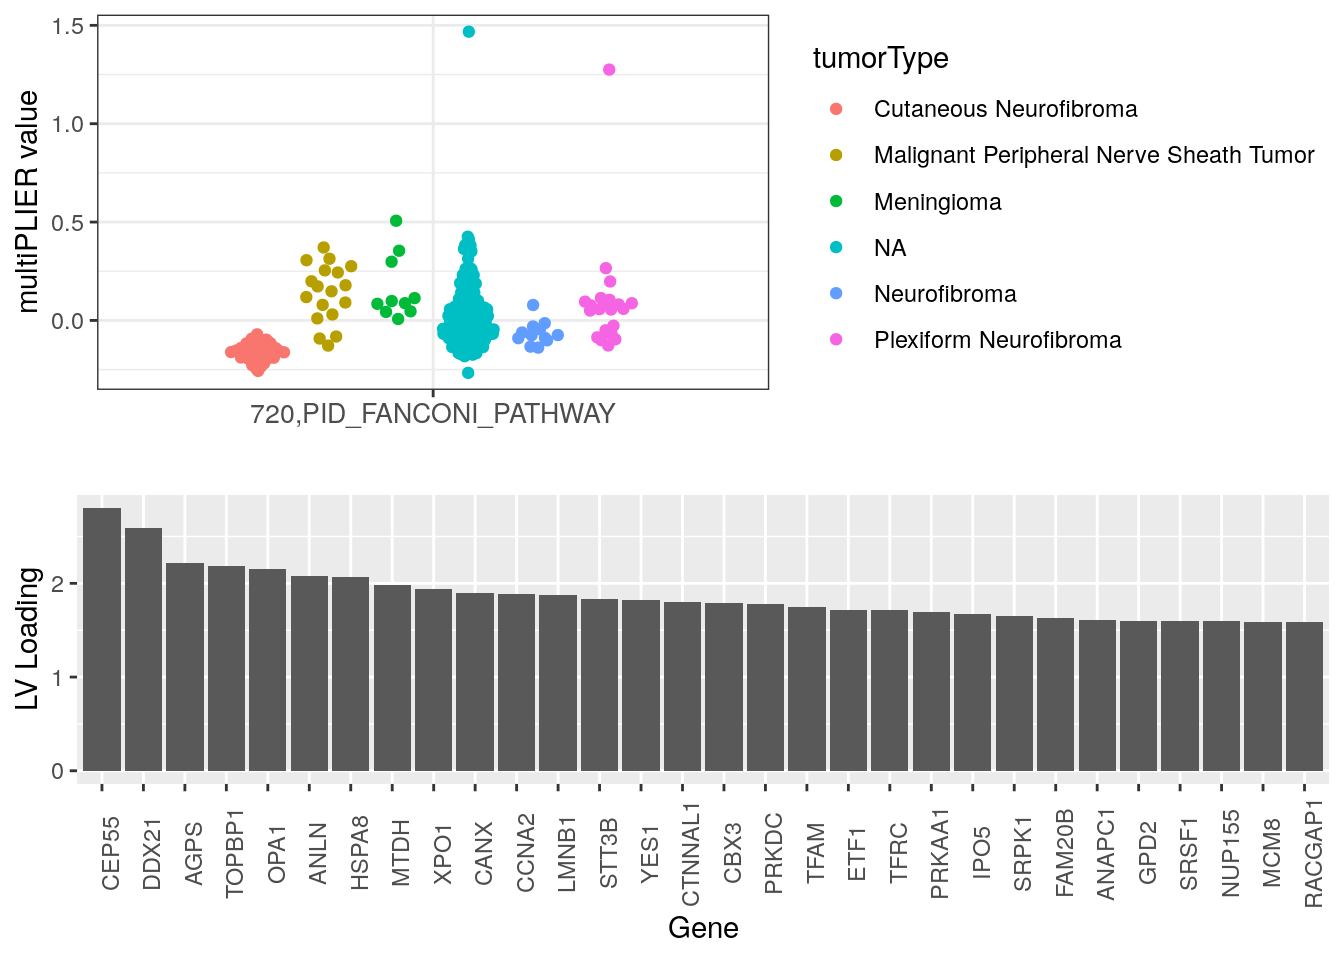 multiPLIER value
1.5
1.0
0.5
0.0
720,PID_FANCONI_PATHWAY
tumorType
Cutaneous Neurofibroma
Malignant Peripheral Nerve Sheath Tumor
Meningioma
NA
Neurofibroma
Plexiform Neurofibroma
LV Loading
2
1
0
CEP55
DDX21
AGPS
TOPBP1
OPA1
ANLN
HSPA8
MTDH
XPO1
CANX
CCNA2
LMNB1
STT3B
YES1
CTNNAL1
CBX3
PRKDC
TFAM
ETF1
TFRC
PRKAA1
IPO5
SRPK1
FAM20B
ANAPC1
GPD2
SRSF1
NUP155
MCM8
RACGAP1
Gene